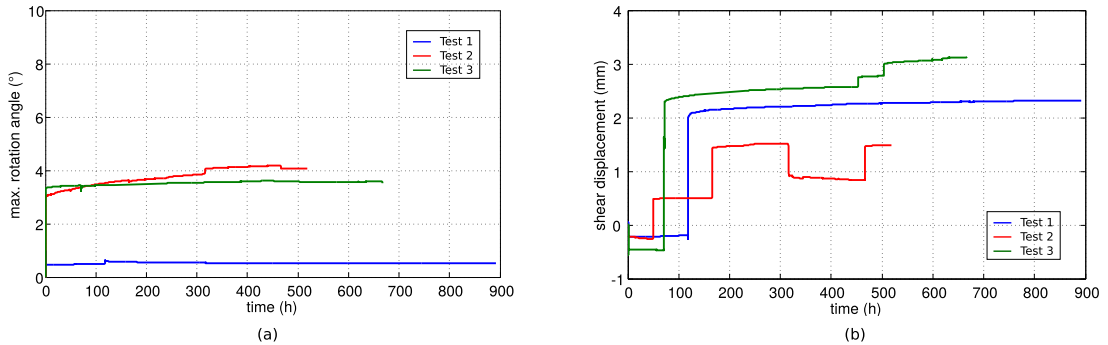 10
8
6
4
2
0
max. rotation angle (°)
Test 1
Test 2
Test 3
0 100 200 300 400 500 600 700 800 900
time (h)
(a)
4
3
2
1
0
-1
shear displacement (mm)
Test 1
Test 2
Test 3
0 100 200 300 400 500 600 700 800 900
time (h)
(b)